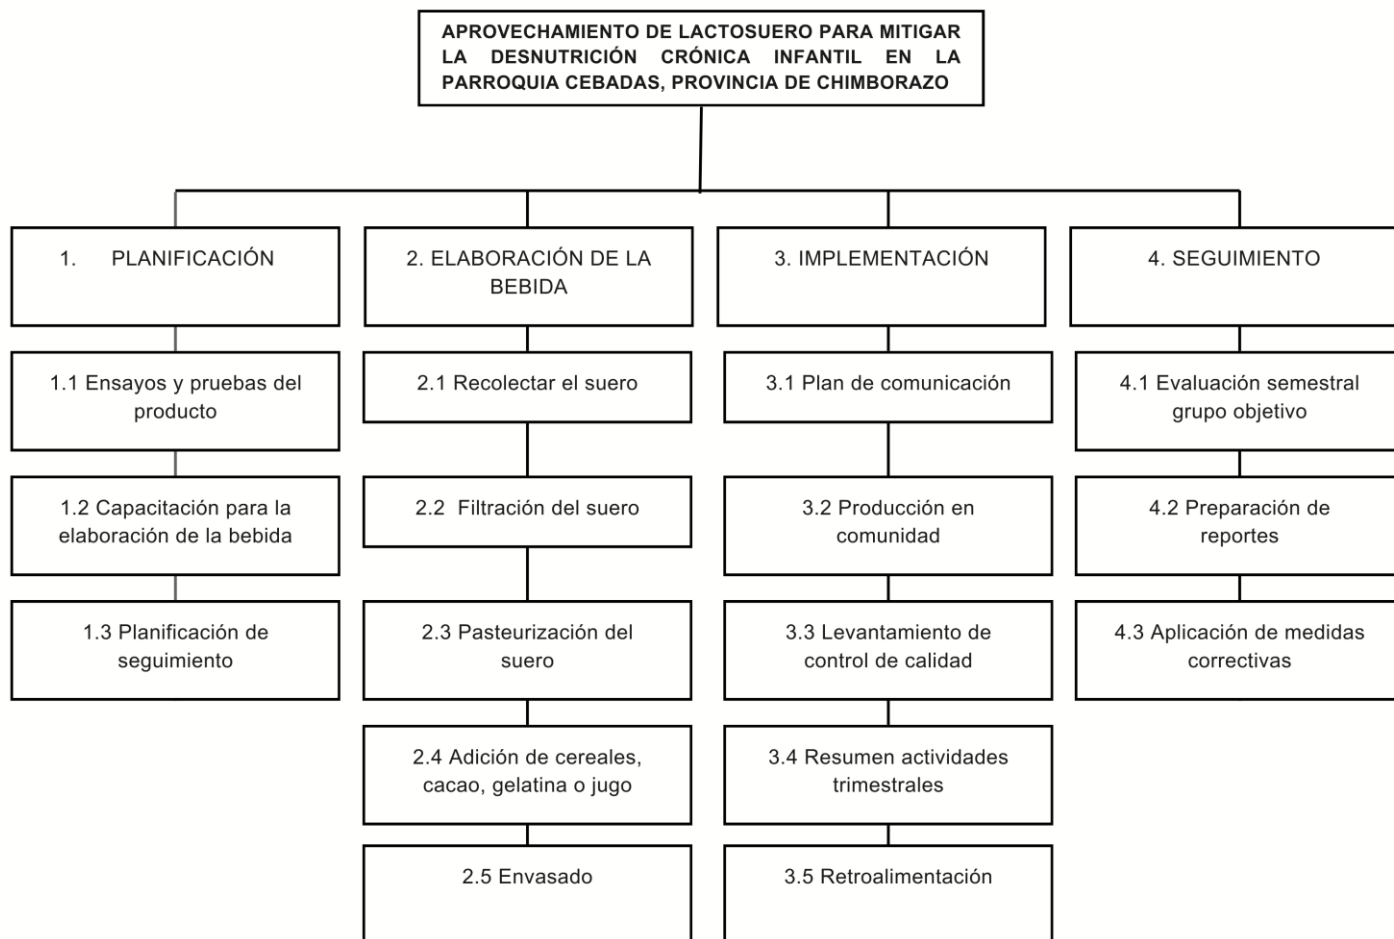 APROVECHAMIENTO DE LACTOSUERO PARA MITIGAR
LA DESNUTRICIÓN CRÓNICA INFANTIL EN LA
PARROQUIA CEBADAS, PROVINCIA DE CHIMBORAZO
1. PLANIFICACIÓN
1.1 Ensayos y pruebas del
producto
1.2 Capacitación para la
elaboración de la bebida
1.3 Planificación de
seguimiento
2. ELABORACIÓN DE LA
BEBIDA
2.1 Recolectar el suero
2.2 Filtración del suero
2.3 Pasteurización del
suero
2.4 Adición de cereales,
cacao, gelatina o jugo
2.5 Envasado
3. IMPLEMENTACIÓN
3.1 Plan de comunicación
3.2 Producción en
comunidad
3.3 Levantamiento de
control de calidad
3.4 Resumen actividades
trimestrales
3.5 Retroalimentación
4. SEGUIMIENTO
4.1 Evaluación semestral
grupo objetivo
4.2 Preparación de
reportes
4.3 Aplicación de medidas
correctivas